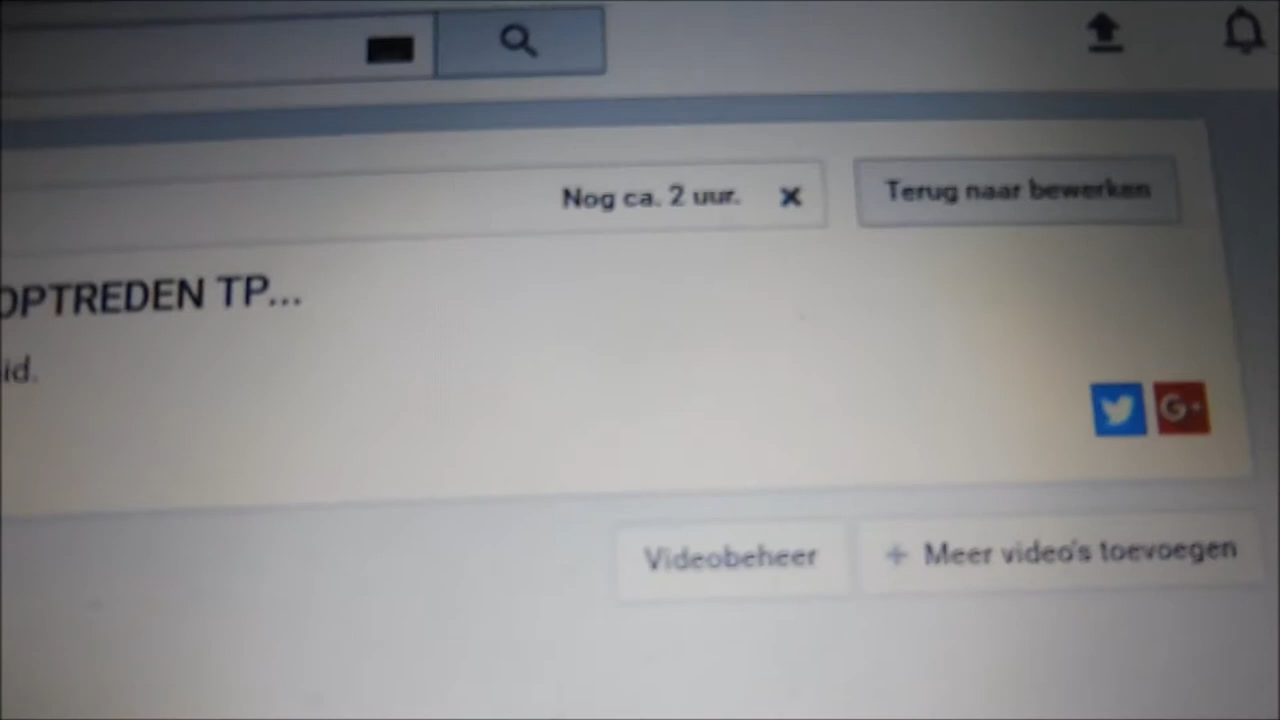 Nog ca. 2 uur. x
Terug naar bewerken
OPTREDEN TP...
id.
G+
Videobeheer
+ Meer video's toevoegen